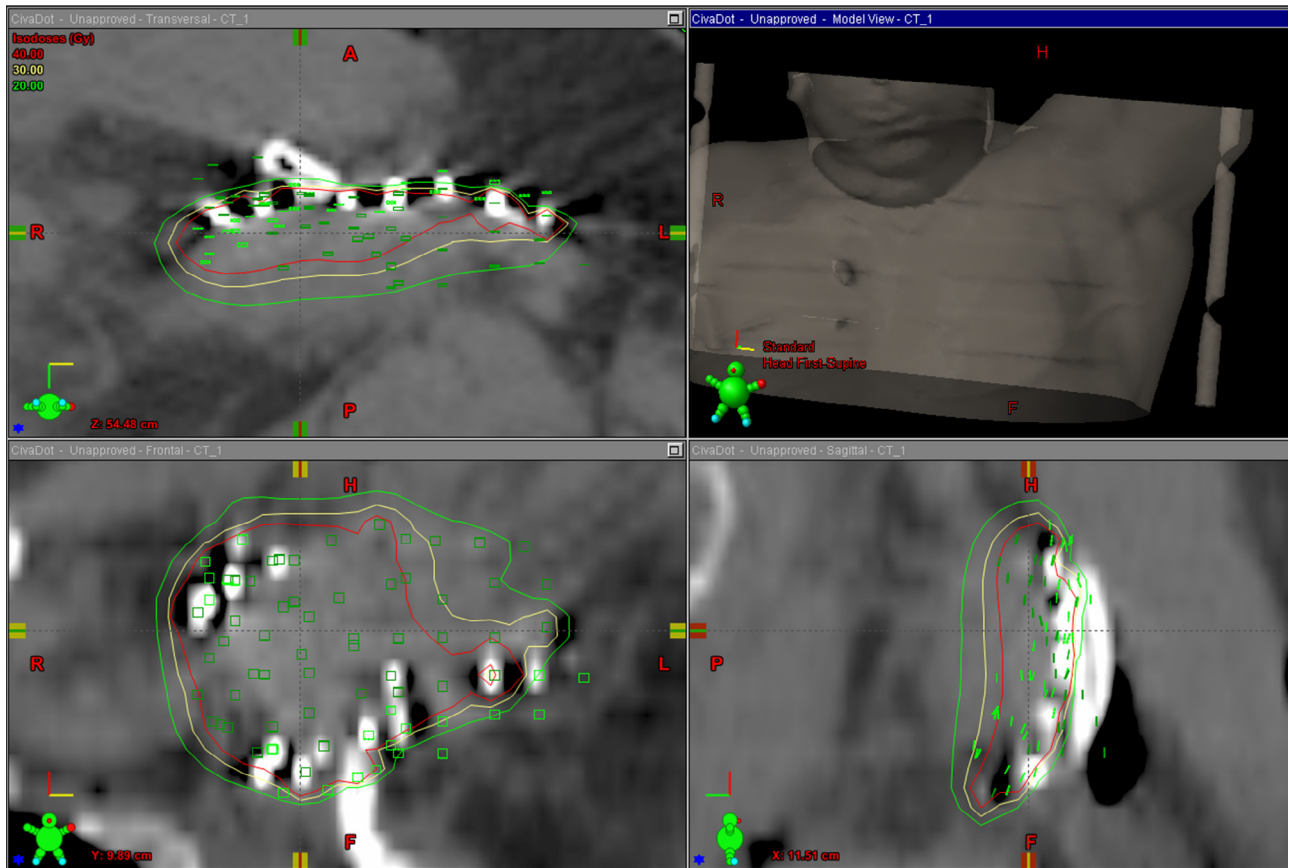 CivaDot - Unapproved - Transversal - CT_1
Isodoses (Gy)
40.00
30.00
20.00
A
R
L
P
Z: 54.48 cm
CivaDot - Unapproved - Model View - CT_1
H
R
Standard
Head First-Supine
F
CivaDot - Unapproved - Frontal - CT_1
H
R
L
F
Y: 9.89 cm
CivaDot - Unapproved - Sagittal - CT_1
H
P
A
F
X: 11.51 cm